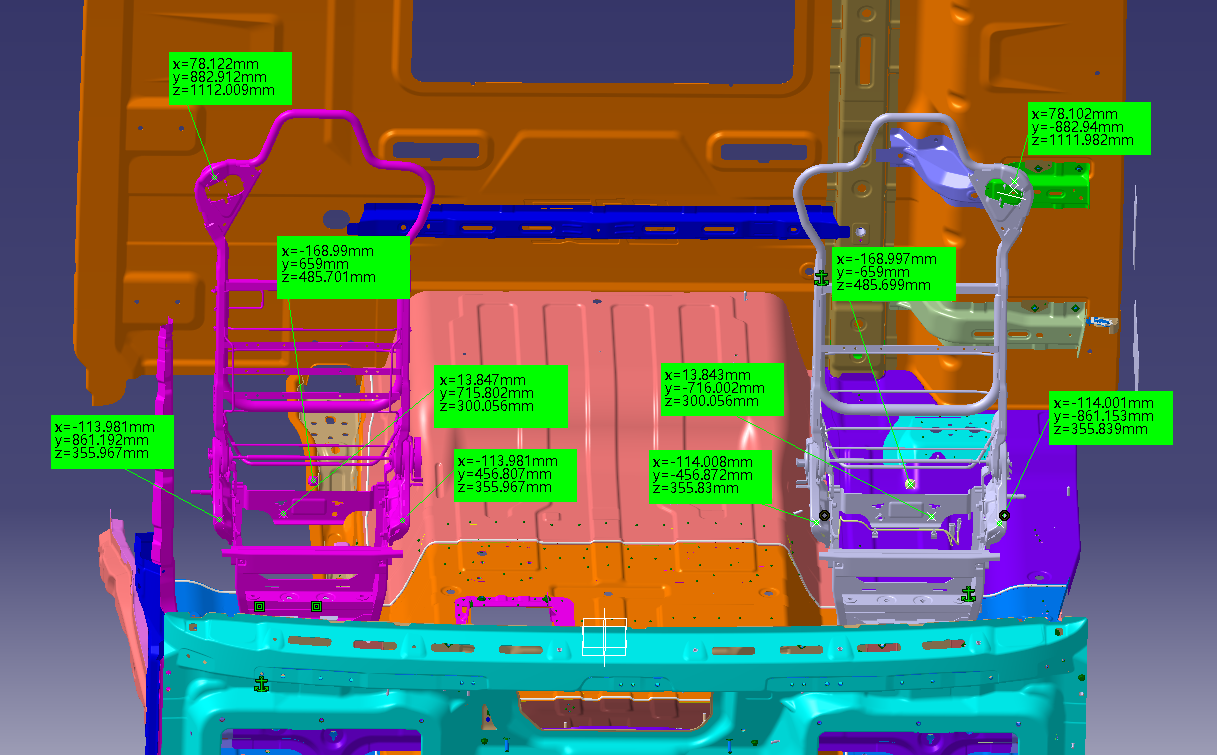 x=78.122mm
y=882.912mm
z=1112.009mm
x=78.102mm
y=-882.94mm
z=1111.982mm
x=-168.99mm
y=659mm
z=485.701mm
x=-168.997mm
y=-659mm
z=485.699mm
x=13.847mm
y=715.802mm
z=300.056mm
x=13.843mm
y=-716.002mm
z=300.056mm
x=-114.001mm
y=-861.153mm
z=355.839mm
x=-113.981mm
y=861.192mm
z=355.967mm
x=-113.981mm
y=456.807mm
z=355.967mm
x=-114.008mm
y=-456.872mm
z=355.83mm